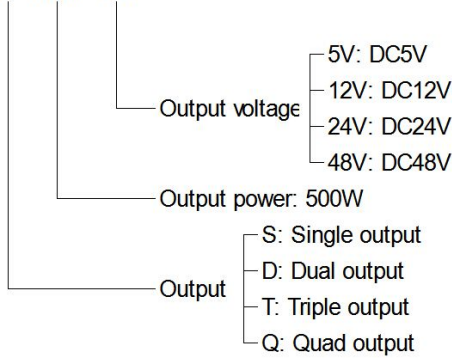 5V: DC5V
12V: DC12V
Output voltage
24V: DC24V
48V: DC48V
Output power: 500W
S: Single output
D: Dual output
Output
T: Triple output
Q: Quad output